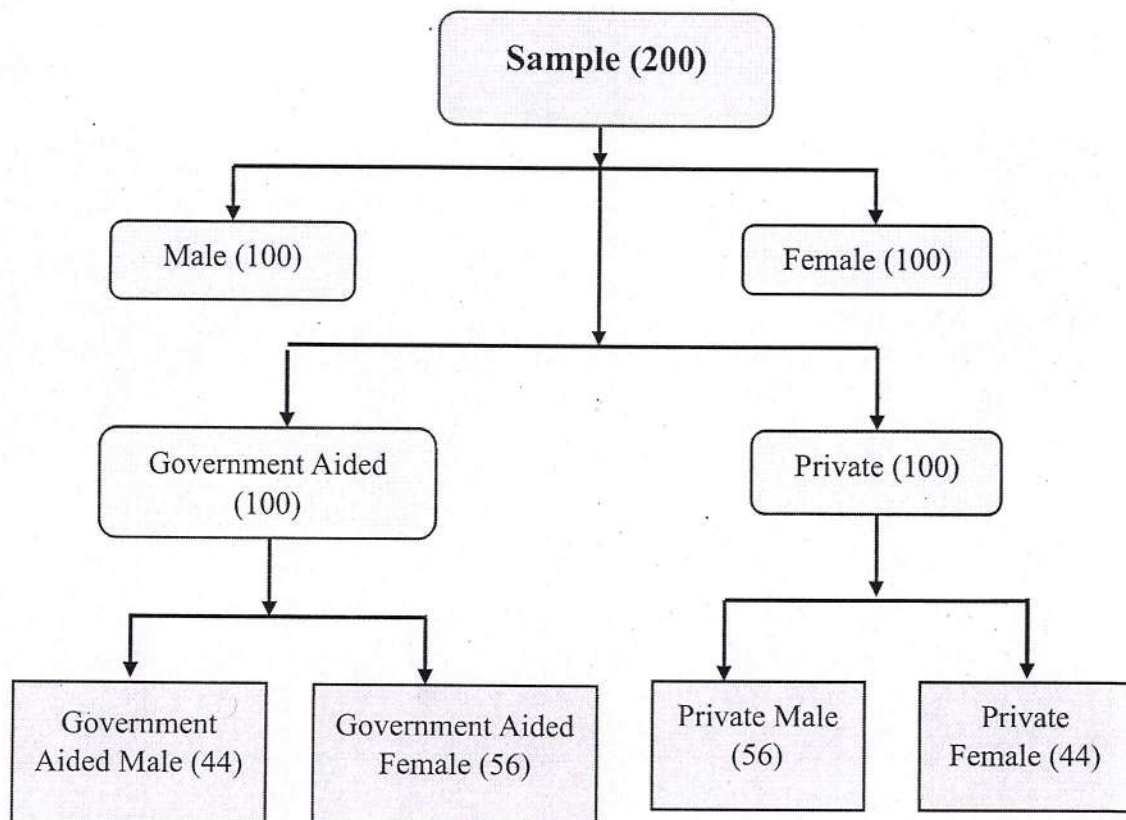 Sample (200)
Male (100)
Female (100)
Government Aided
(100)
Private (100)
Government
Aided Male (44)
Government Aided
Female (56)
Private Male
(56)
Private
Female (44)